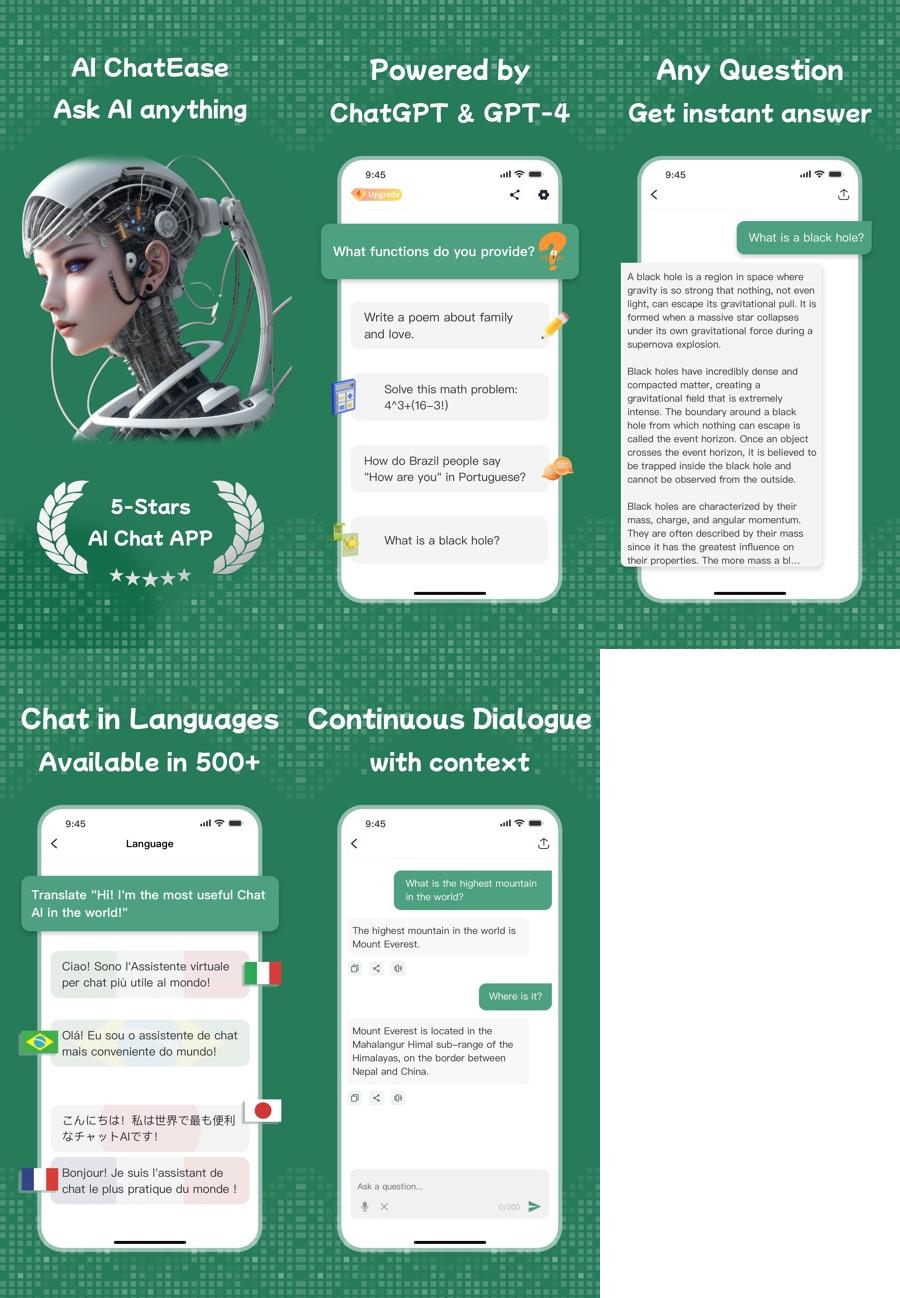 AI ChatEase
Ask AI anything
5-Stars
AI Chat APP
Powered by
ChatGPT & GPT-4
9:45
Upgrade
What functions do you provide?
Write a poem about family
and love.
Solve this math problem:
4^3+(16-3!)
How do Brazil people say
"How are you" in Portuguese?
What is a black hole?
Any Question
Get instant answer
9:45
What is a black hole?
A black hole is a region in space where
gravity is so strong that nothing, not even
light, can escape its gravitational pull. It is
formed when a massive star collapses
under its own gravitational force during a
supernova explosion.
Black holes have incredibly dense and
compacted matter, creating a
gravitational field that is extremely
intense. The boundary around a black
hole from which nothing can escape is
called the event horizon. Once an object
crosses the event horizon, it is believed to
be trapped inside the black hole and
cannot be observed from the outside.
Black holes are characterized by their
mass, charge, and angular momentum.
They are often described by their mass
since it has the greatest influence on
their properties. The more mass a bl...
Chat in Languages
Available in 500+
9:45
Language
Translate "Hi! I'm the most useful Chat
AI in the world!"
Ciao! Sono l'Assistente virtuale
per chat più utile al mondo!
Olá! Eu sou o assistente de chat
mais conveniente do mundo!
こんにちは！私は世界で最も便利
なチャットAIです！
Bonjour! Je suis l'assistant de
chat le plus pratique du monde !
Continuous Dialogue
with context
9:45
What is the highest mountain
in the world?
The highest mountain in the world is
Mount Everest.
Where is it?
Mount Everest is located in the
Mahalangur Himal sub-range of the
Himalayas, on the border between
Nepal and China.
Ask a question...
0/200